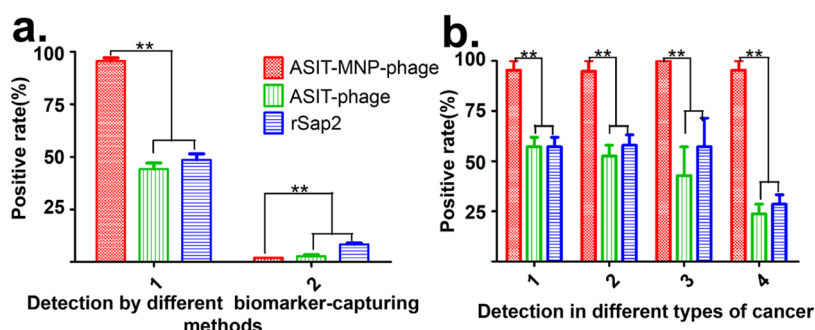 a.
**
100
75
50
25
Positive rate(%)
ASIT-MNP-phage
ASIT-phage
rSap2
**
1
2
Detection by different biomarker-capturing
methods
b.
** ** ** **
100
75
50
25
Positive rate(%)
1
2
3
4
Detection in different types of cancer